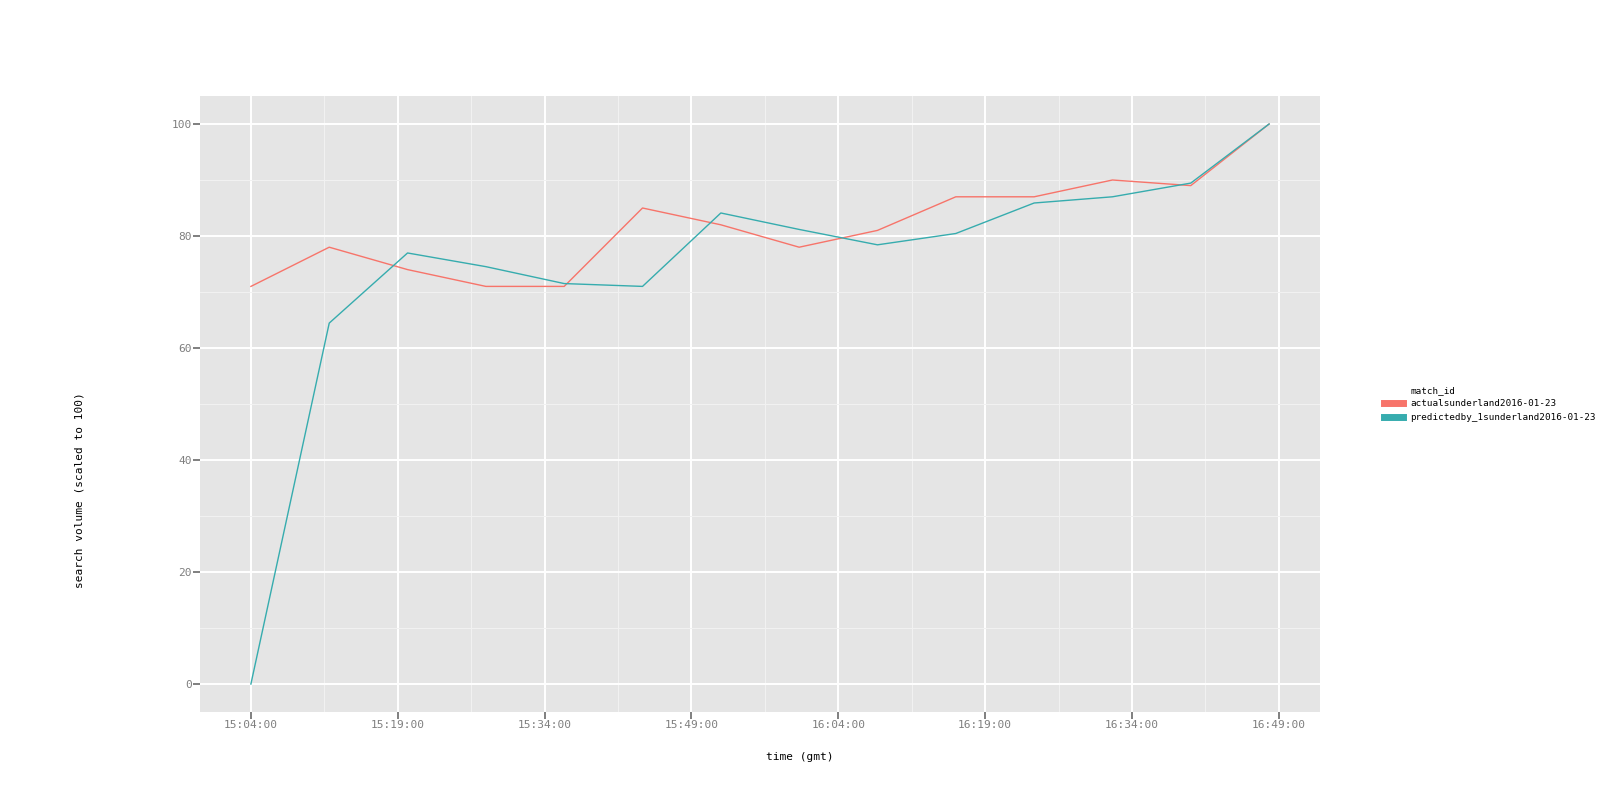 100
80
60
40
20
0
search volume (scaled to 100)
15:04:00 15:19:00 15:34:00 15:49:00 16:04:00 16:19:00 16:34:00 16:49:00
time (gmt)
match_id
actualsunderland2016-01-23
predictedby_1sunderland2016-01-23